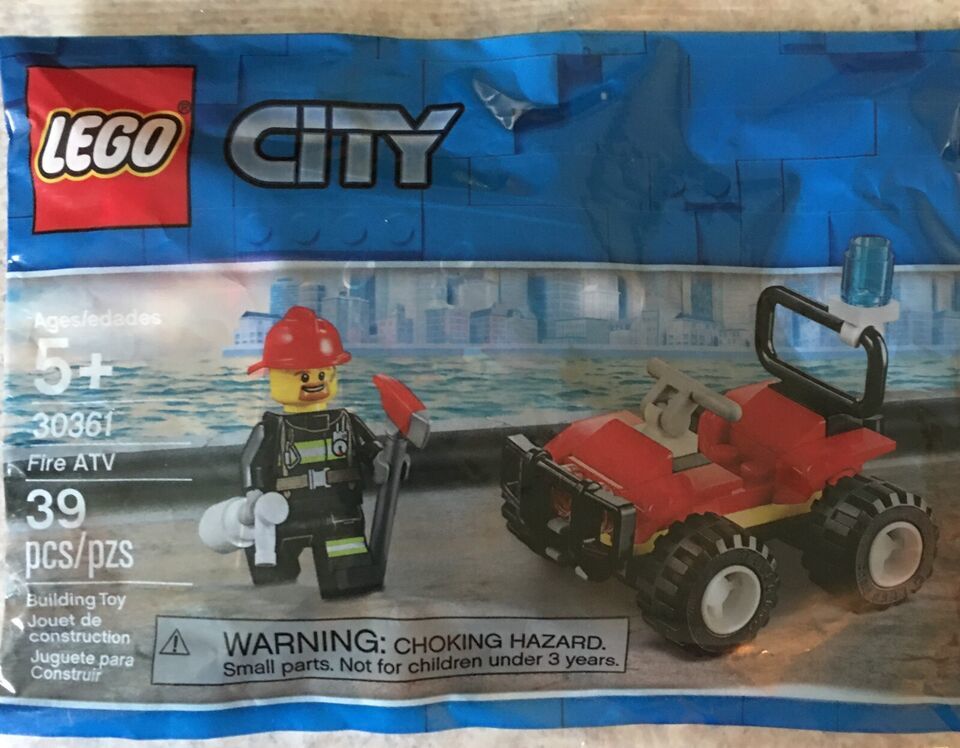 LEGO®
CITY
Ages/edades
5+
30361
Fire ATV
39
pcs/pzs
Building Toy
Jouet de
construction
Juguete para
Construir
WARNING: CHOKING HAZARD.
Small parts. Not for children under 3 years.